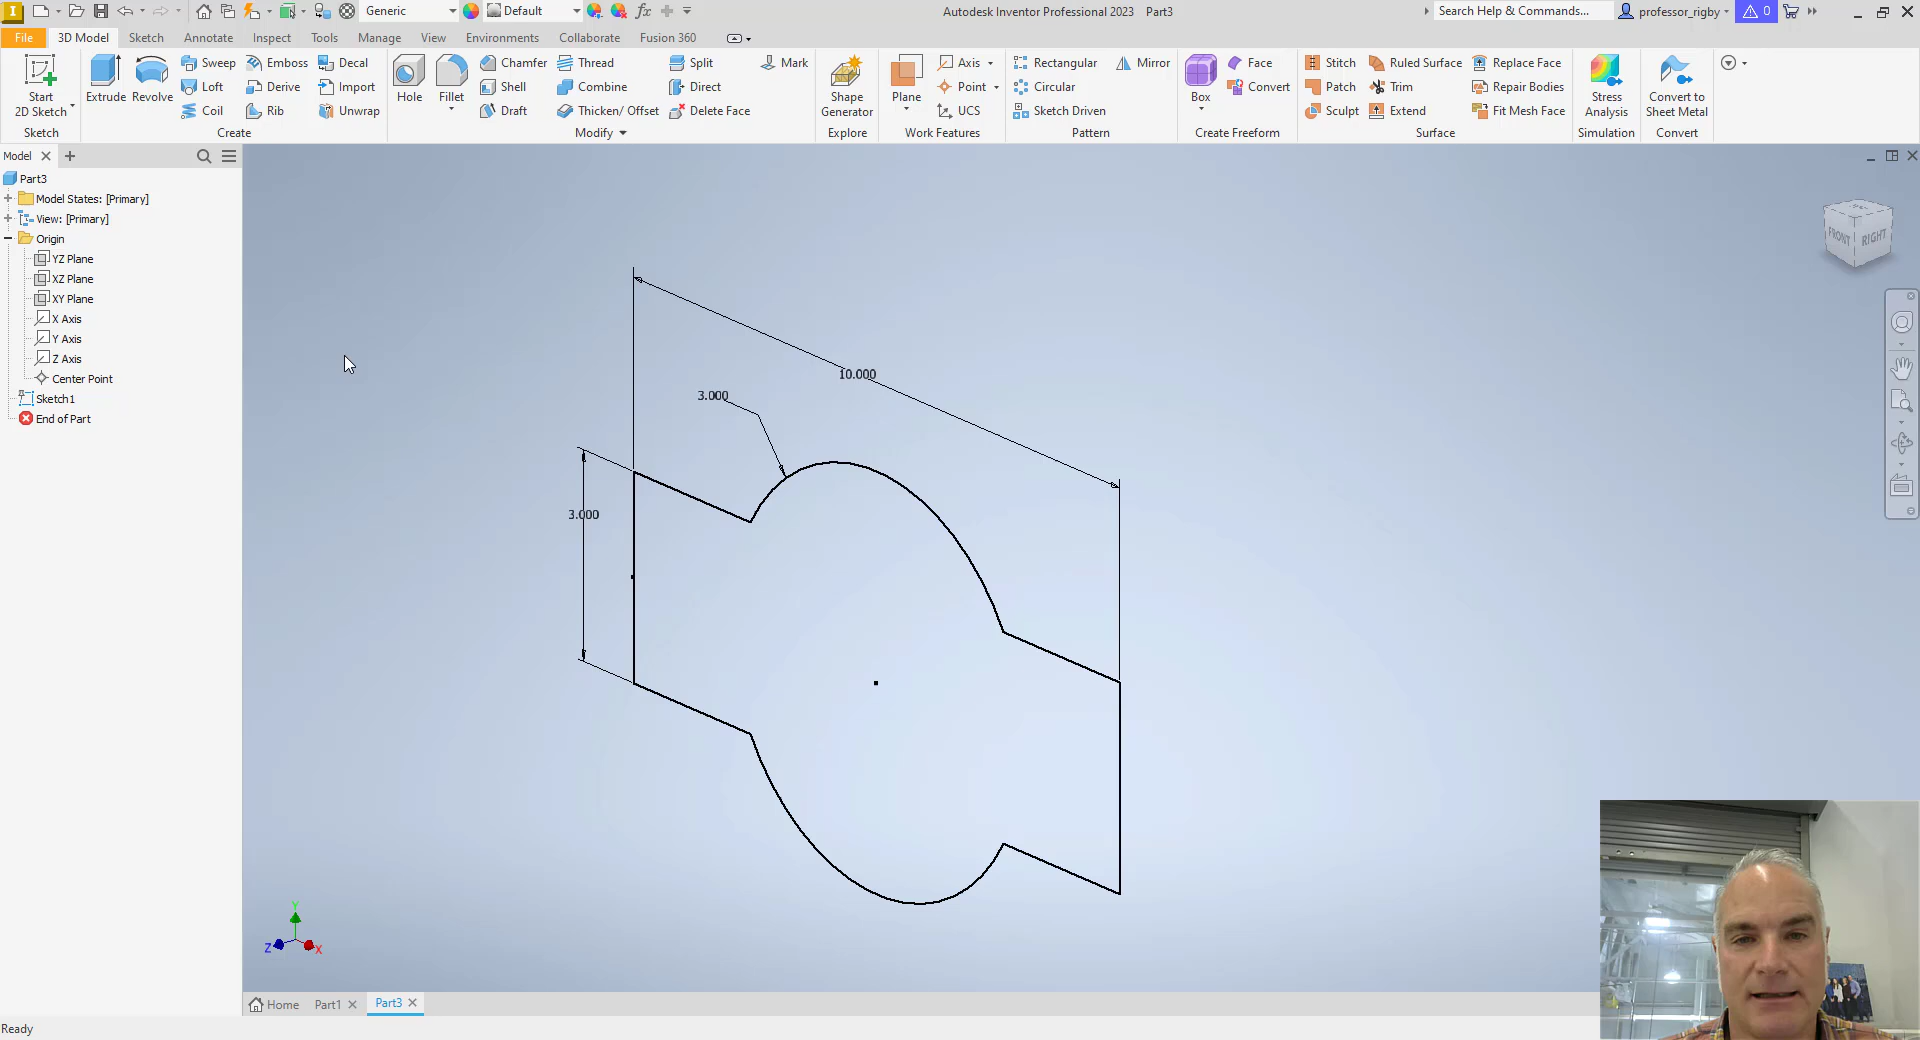 I Generic Default fx Autodesk Inventor Professional 2023 Part3 Search Help & Commands... professor_rigby 0
File 3D Model Sketch Annotate Inspect Tools Manage View Environments Collaborate Fusion 360
Start
2D Sketch
Sketch
Extrude Revolve
Sweep Emboss Decal
Loft Derive Import
Coil Rib Unwrap
Create
Hole Fillet
Chamfer Thread Split Mark
Shell Combine Direct
Draft Thicken/ Offset Delete Face
Modify
Shape
Generator
Explore
Plane
Axis
Point
UCS
Work Features
Rectangular Mirror
Circular
Sketch Driven
Pattern
Box
Face
Convert
Create Freeform
Stitch Ruled Surface Replace Face
Patch Trim Repair Bodies
Sculpt Extend Fit Mesh Face
Surface
Stress
Analysis
Simulation
Convert to
Sheet Metal
Convert
Model
Part3
Model States: [Primary]
View: [Primary]
Origin
YZ Plane
XZ Plane
XY Plane
X Axis
Y Axis
Z Axis
Center Point
Sketch1
End of Part
FRONT RIGHT
10.000
3.000
3.000
Y
Z X
Home Part1 Part3
Ready